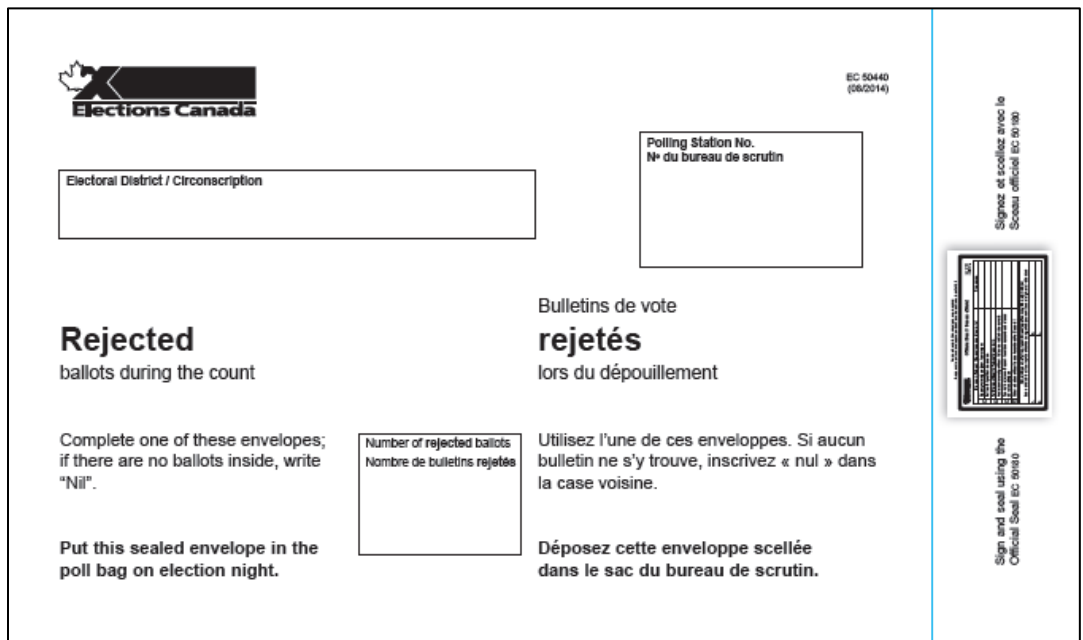 Elections Canada
EC 50440
(08/2014)
Polling Station No.
Nº du bureau de scrutin
Electoral District / Circonscription
Rejected
ballots during the count
Bulletins de vote
rejetés
lors du dépouillement
Complete one of these envelopes;
if there are no ballots inside, write
“Nil”.
Put this sealed envelope in the
poll bag on election night.
Number of rejected ballots
Nombre de bulletins rejetés
Utilisez l’une de ces enveloppes. Si aucun
bulletin ne s’y trouve, inscrivez « nul » dans
la case voisine.
Déposez cette enveloppe scellée
dans le sac du bureau de scrutin.
Signez et scellez avec le
Sceau officiel EC 50180
Sign and seal using the
Official Seal EC 50180